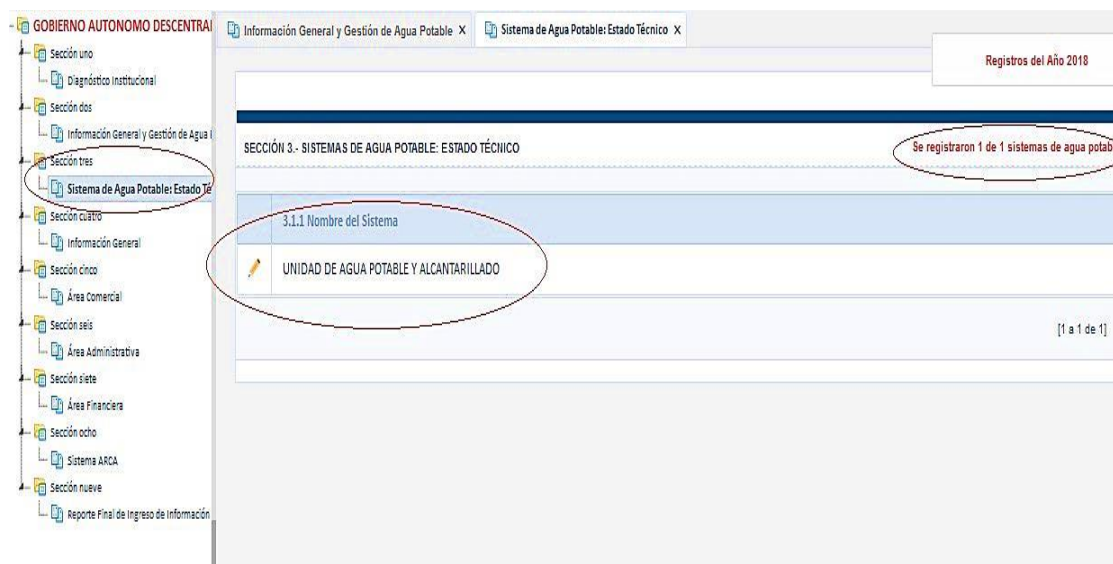 GOBIERNO AUTONOMO DESCENTRAL
Sección uno
Diagnóstico Institucional
Sección dos
Información General y Gestión de Agua
Sección tres
Sistema de Agua Potable: Estado Té
Sección cuatro
Información General
Sección cinco
Área Comercial
Sección seis
Área Administrativa
Sección siete
Área Financiera
Sección ocho
Sistema ARCA
Sección nueve
Reporte Final de Ingreso de Información
Información General y Gestión de Agua Potable X
Sistema de Agua Potable: Estado Técnico X
Registros del Año 2018
SECCIÓN 3.- SISTEMAS DE AGUA POTABLE: ESTADO TÉCNICO
Se registraron 1 de 1 sistemas de agua potab
3.1.1 Nombre del Sistema
UNIDAD DE AGUA POTABLE Y ALCANTARILLADO
[1 a 1 de 1]